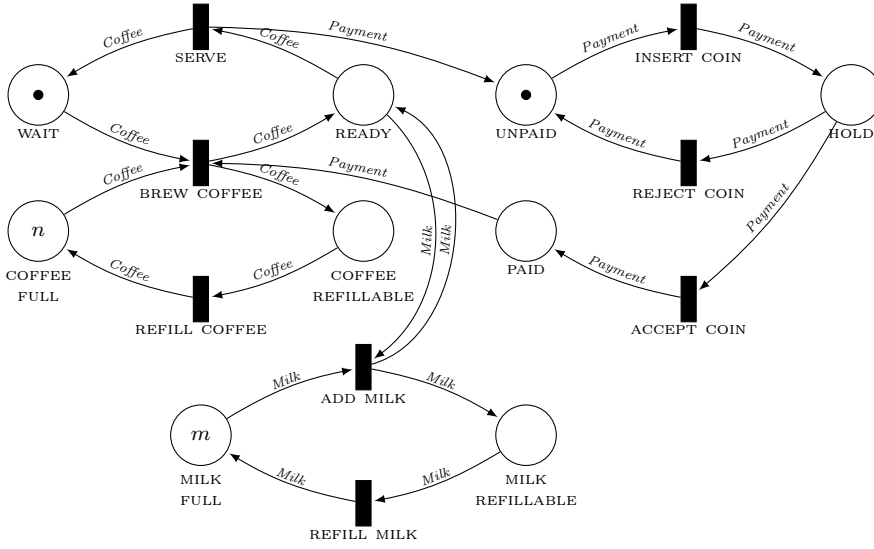 Coffee
Payment
Coffee
SERVE
Payment
Payment
INSERT COIN
WAIT
READY
UNPAID
HOLD
Coffee
Coffee
Payment
Payment
BREW COFFEE
Payment
Coffee
REJECT COIN
Coffee
n
COFFEE
FULL
Coffee
Coffee
COFFEE
REFILLABLE
Milk
Milk
PAID
Payment
Payment
REFILL COFFEE
ACCEPT COIN
Milk
ADD MILK
Milk
m
MILK
FULL
Milk
Milk
MILK
REFILLABLE
REFILL MILK